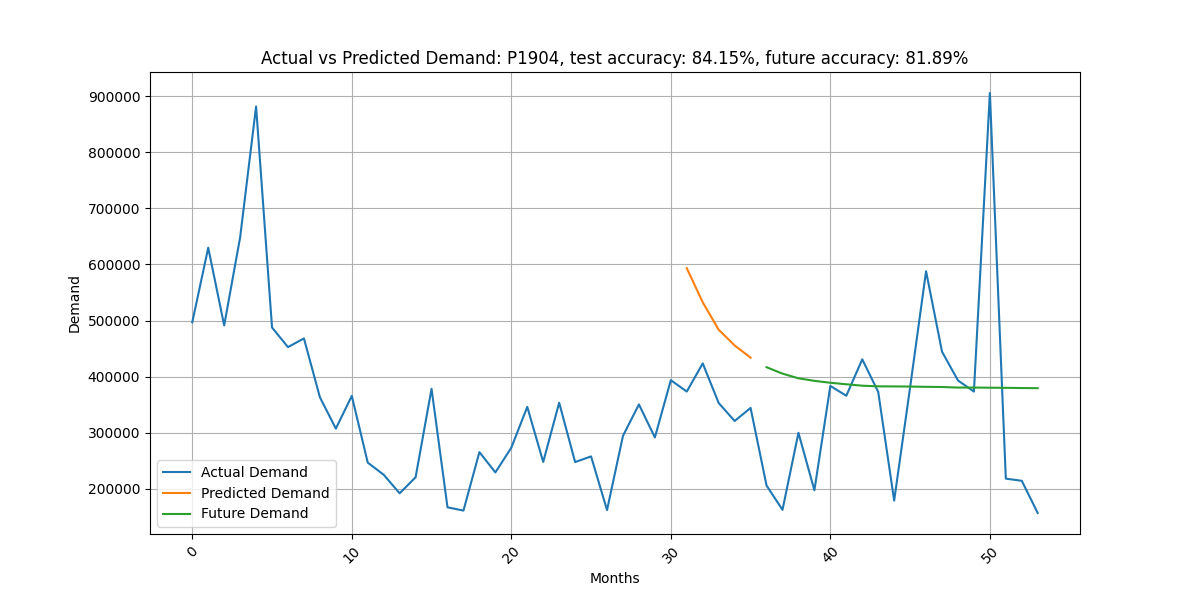 Actual vs Predicted Demand: P1904, test accuracy: 84.15%, future accuracy: 81.89%
900000
800000
700000
600000
500000
400000
300000
200000
Demand
Actual Demand
Predicted Demand
Future Demand
0
10
20
30
40
50
Months